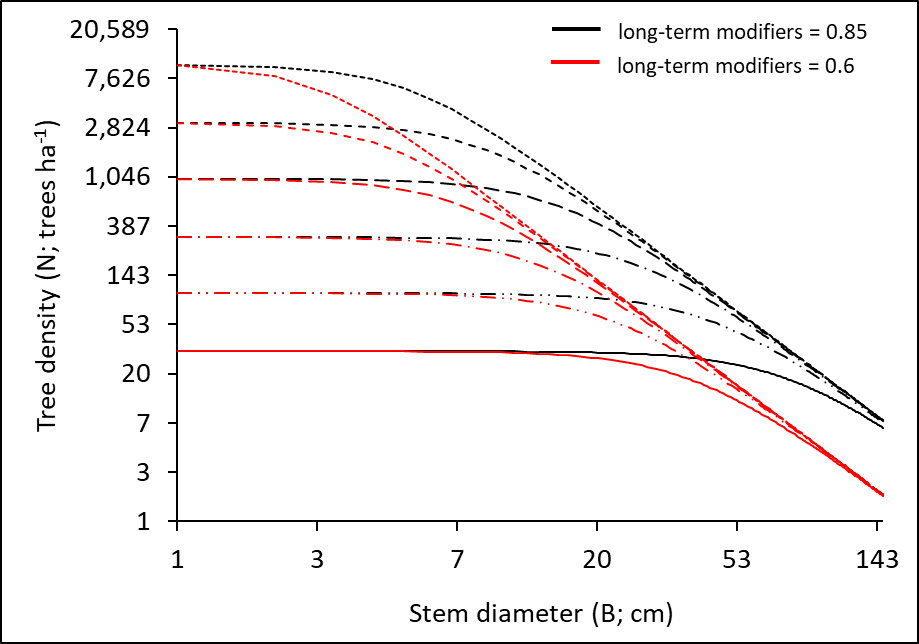 20,589
7,626
2,824
1,046
387
143
53
20
7
3
1
Tree density (N; trees ha⁻¹)
long-term modifiers = 0.85
long-term modifiers = 0.6
1 3 7 20 53 143
Stem diameter (B; cm)